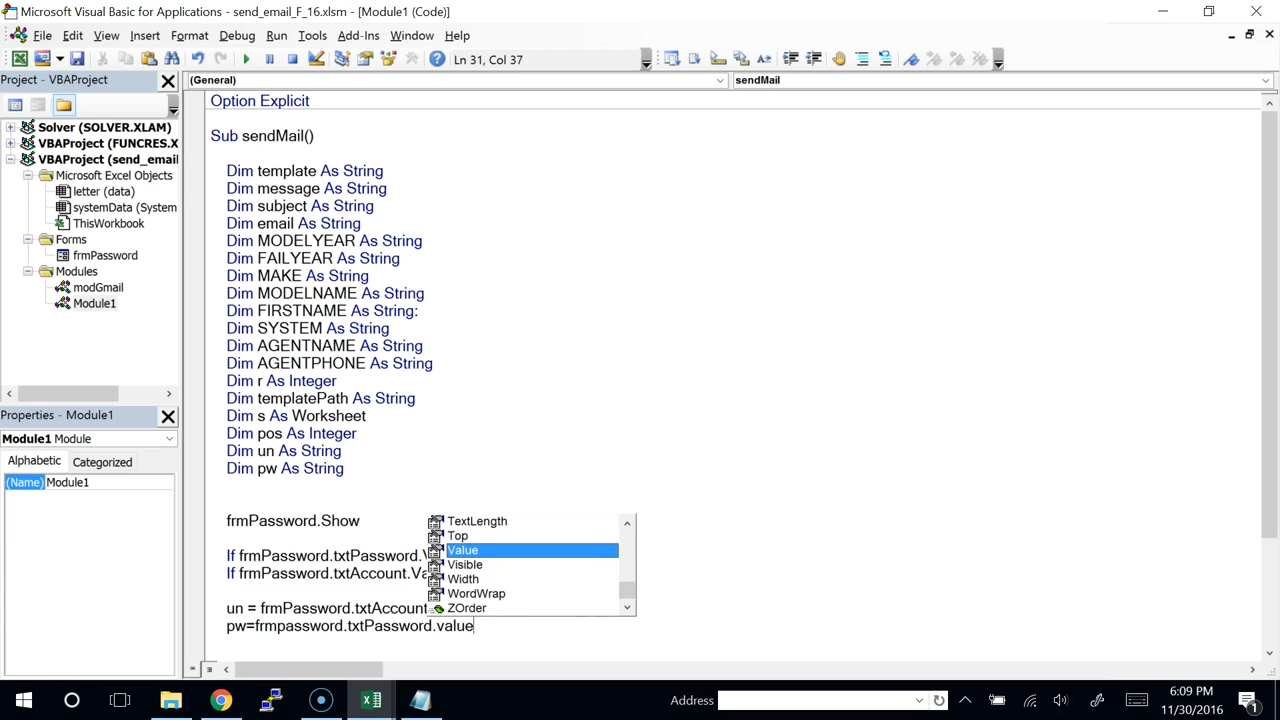 Microsoft Visual Basic for Applications - send_email_F_16.xlsm - [Module1 (Code)]
File Edit View Insert Format Debug Run Tools Add-Ins Window Help
Ln 31, Col 37
Project - VBAProject
(General)
sendMail
Solver (SOLVER.XLAM)
VBAProject (FUNCRES.X
VBAProject (send_email
Microsoft Excel Objects
letter (data)
systemData (System
ThisWorkbook
Forms
frmPassword
Modules
modGmail
Module1
Properties - Module1
Module1 Module
Alphabetic Categorized
(Name) Module1
Option Explicit
Sub sendMail()
Dim template As String
Dim message As String
Dim subject As String
Dim email As String
Dim MODELYEAR As String
Dim FAILYEAR As String
Dim MAKE As String
Dim MODELNAME As String
Dim FIRSTNAME As String:
Dim SYSTEM As String
Dim AGENTNAME As String
Dim AGENTPHONE As String
Dim r As Integer
Dim templatePath As String
Dim s As Worksheet
Dim pos As Integer
Dim un As String
Dim pw As String
frmPassword.Show
If frmPassword.txtPassword.
If frmPassword.txtAccount.Va
un = frmPassword.txtAccount
pw=frmpassword.txtPassword.value
TextLength
Top
Value
Visible
Width
WordWrap
ZOrder
Address
6:09 PM
11/30/2016
1